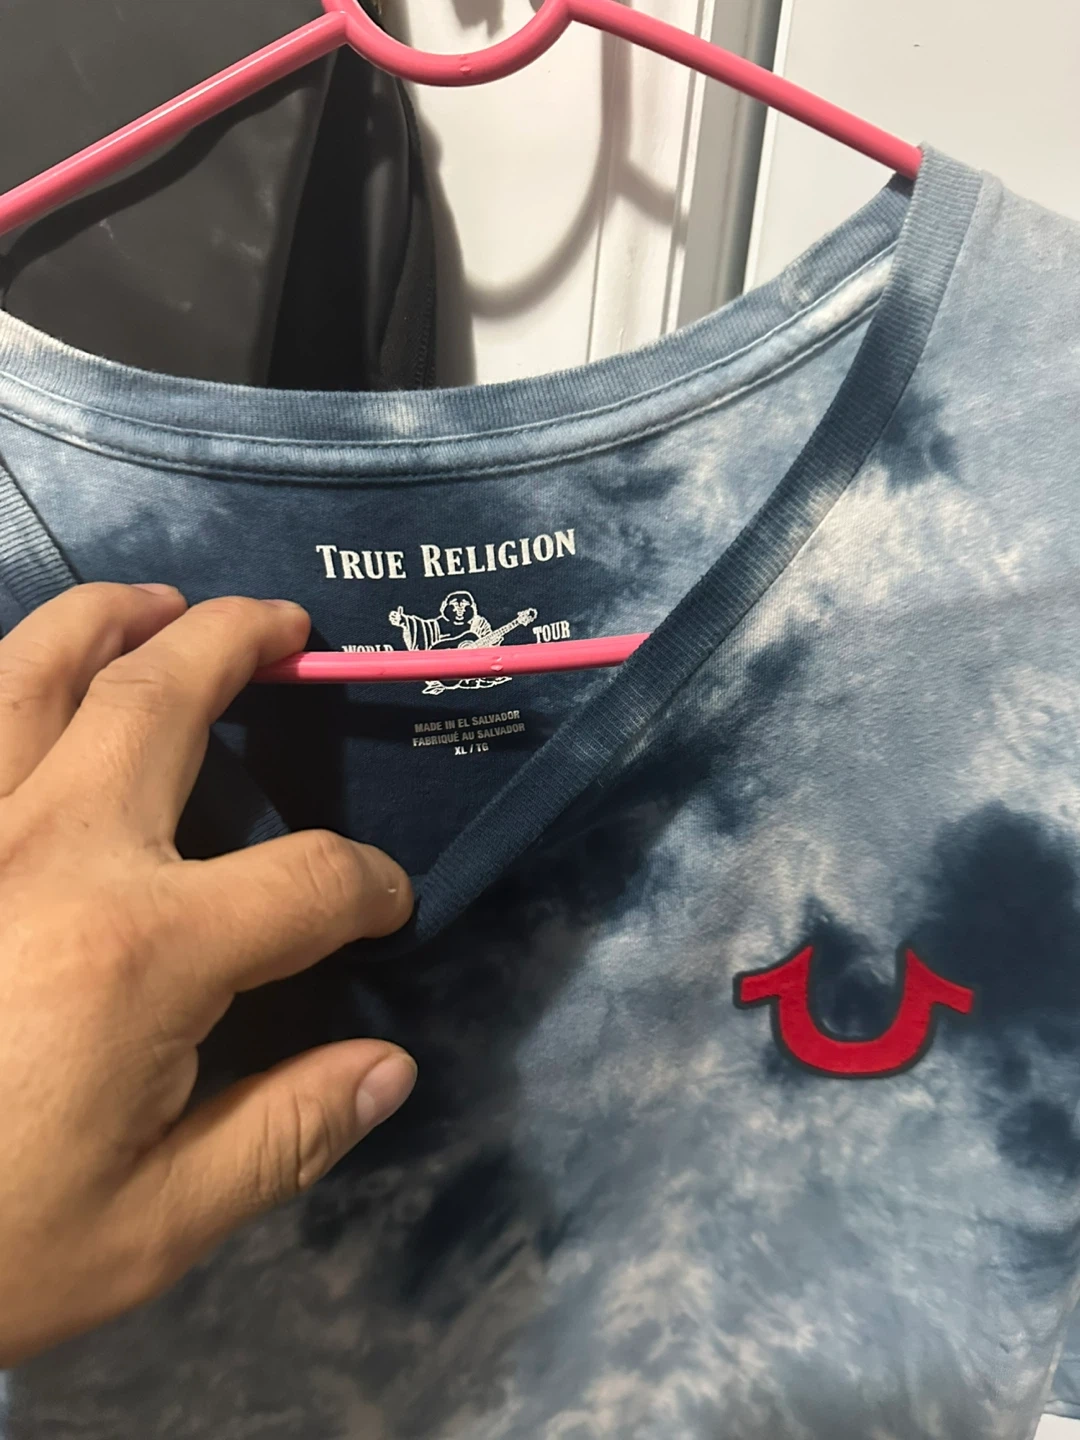 TRUE RELIGION
WORLD TOUR
MADE IN EL SALVADOR
FABRIQUÉ AU SALVADOR
XL / TG